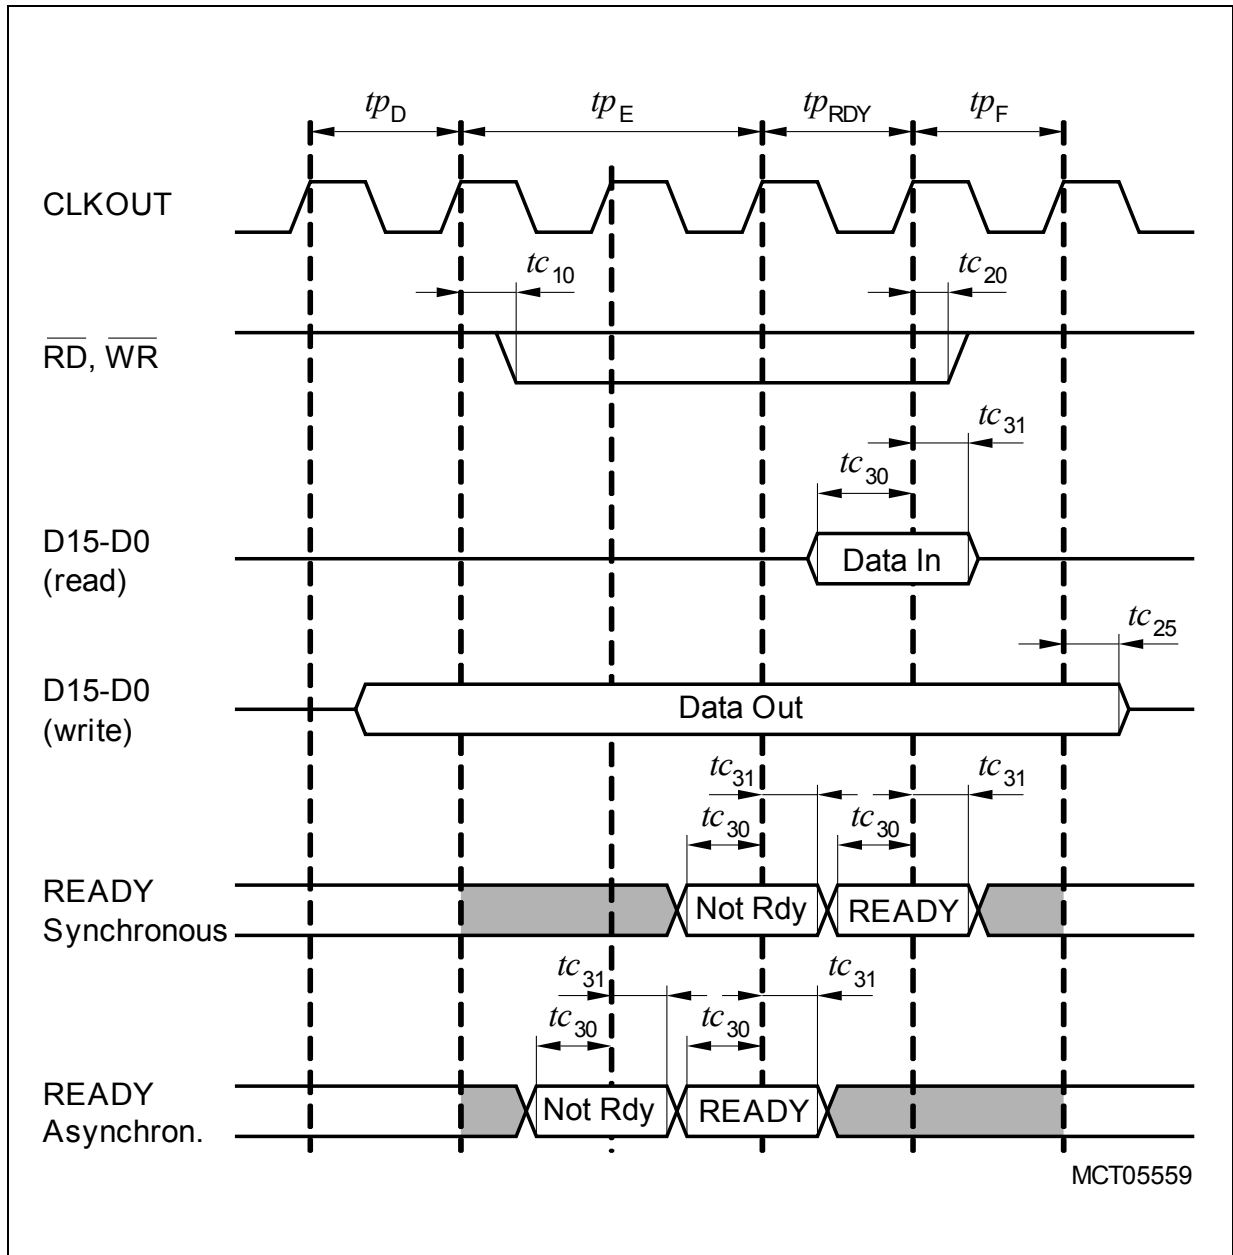 tpD tpE tpRDY tpF
CLKOUT
tc10 tc20
RD, WR
tc31
tc30
D15-D0
(read)
Data In
tc25
D15-D0
(write)
Data Out
tc31 tc31
tc30 tc30
READY
Synchronous
Not Rdy READY
tc31 tc31
tc30 tc30
READY
Asynchron.
Not Rdy READY
MCT05559